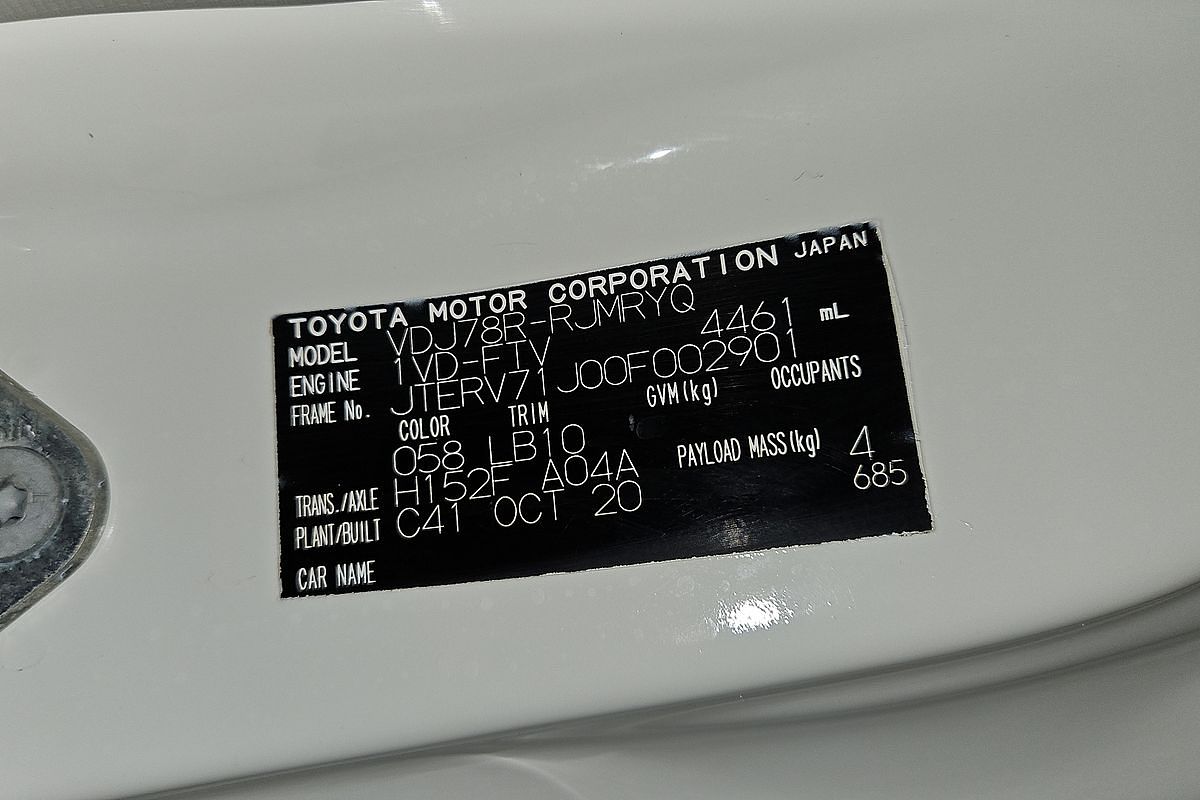 TOYOTA MOTOR CORPORATION JAPAN
MODEL VDJ78R-RJMRYQ
ENGINE 1VD-FTV 4461 mL
FRAME No. JTERV71J00F002901
COLOR TRIM GVM(kg) OCCUPANTS
058 LB10 4
TRANS./AXLE H152F A04A PAYLOAD MASS(kg) 685
PLANT/BUILT C41 OCT 20
CAR NAME